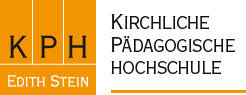 KPH
EDITH STEIN
KIRCHLICHE
PÄDAGOGISCHE
HOCHSCHULE